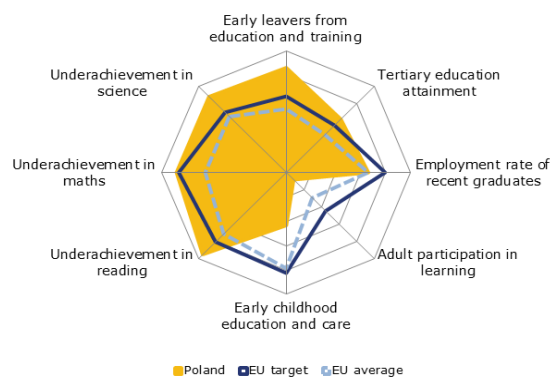 Early leavers from
education and training
Underachievement in
science
Tertiary education
attainment
Underachievement in
maths
Employment rate of
recent graduates
Underachievement in
reading
Adult participation in
learning
Early childhood
education and care
Poland EU target EU average